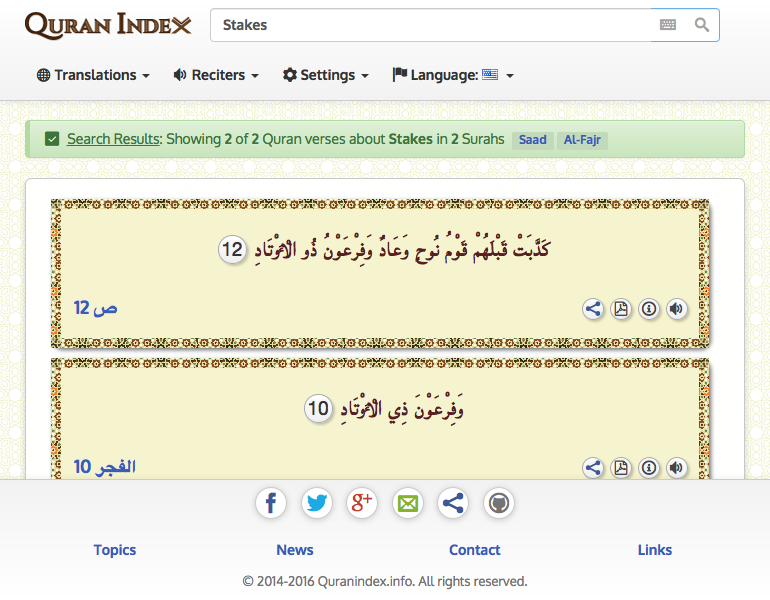 QURAN INDEX
Stakes
Translations Reciters Settings Language:
Search Results: Showing 2 of 2 Quran verses about Stakes in 2 Surahs Saad Al-Fajr
كَذَّبَتْ قَبْلَهُمْ قَوْمُ نُوحٍ وَعَادٌ وَفِرْعَوْنُ ذُو الْأَوْتَادِ 12
ص 12
وَفِرْعَوْنَ ذِي الْأَوْتَادِ 10
الفجر 10
f g+
Topics News Contact Links
© 2014-2016 Quranindex.info. All rights reserved.